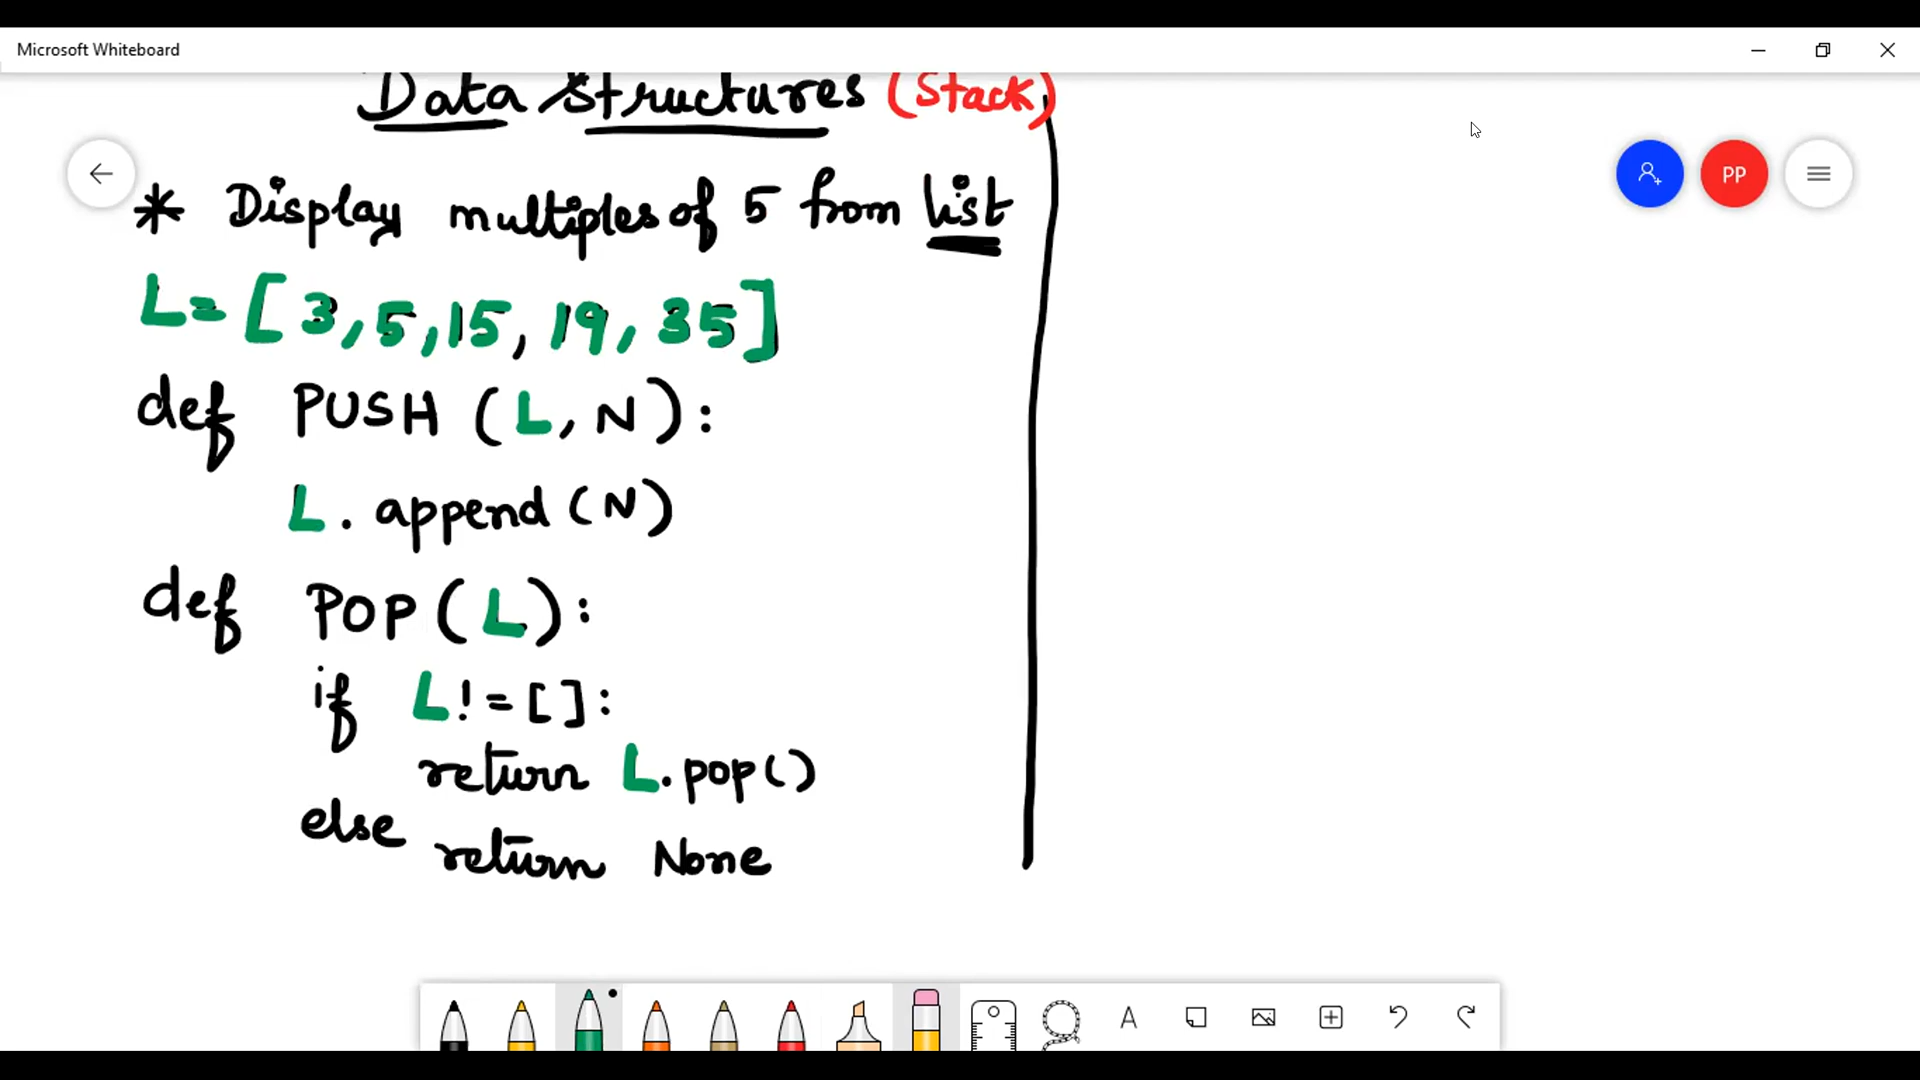 Microsoft Whiteboard
Data Structures (Stack)
PP
* Display multiples of 5 from list
L= [3,5,15, 19, 35]
def PUSH (L, N):
L. append (N)
def POP (L):
if L! = []:
return L.pop()
else
return None
A